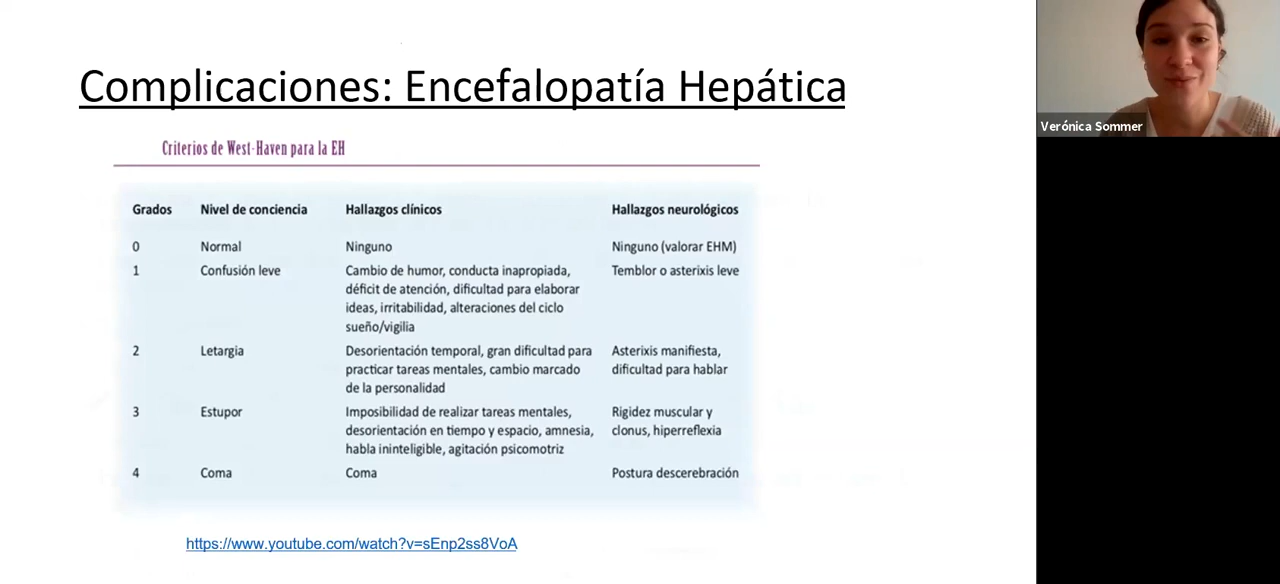 Complicaciones: Encefalopatía Hepática
Verónica Sommer
Criterios de West-Haven para la EH
Grados Nivel de conciencia Hallazgos clínicos Hallazgos neurológicos
0 Normal Ninguno Ninguno (valorar EHM)
1 Confusión leve Cambio de humor, conducta inapropiada, Temblor o asterixis leve
déficit de atención, dificultad para elaborar
ideas, irritabilidad, alteraciones del ciclo
sueño/vigilia
2 Letargia Desorientación temporal, gran dificultad para Asterixis manifiesta,
practicar tareas mentales, cambio marcado dificultad para hablar
de la personalidad
3 Estupor Imposibilidad de realizar tareas mentales, Rigidez muscular y
desorientación en tiempo y espacio, amnesia, clonus, hiperreflexia
habla ininteligible, agitación psicomotriz
4 Coma Coma Postura descerebración
https://www.youtube.com/watch?v=sEnp2ss8VoA